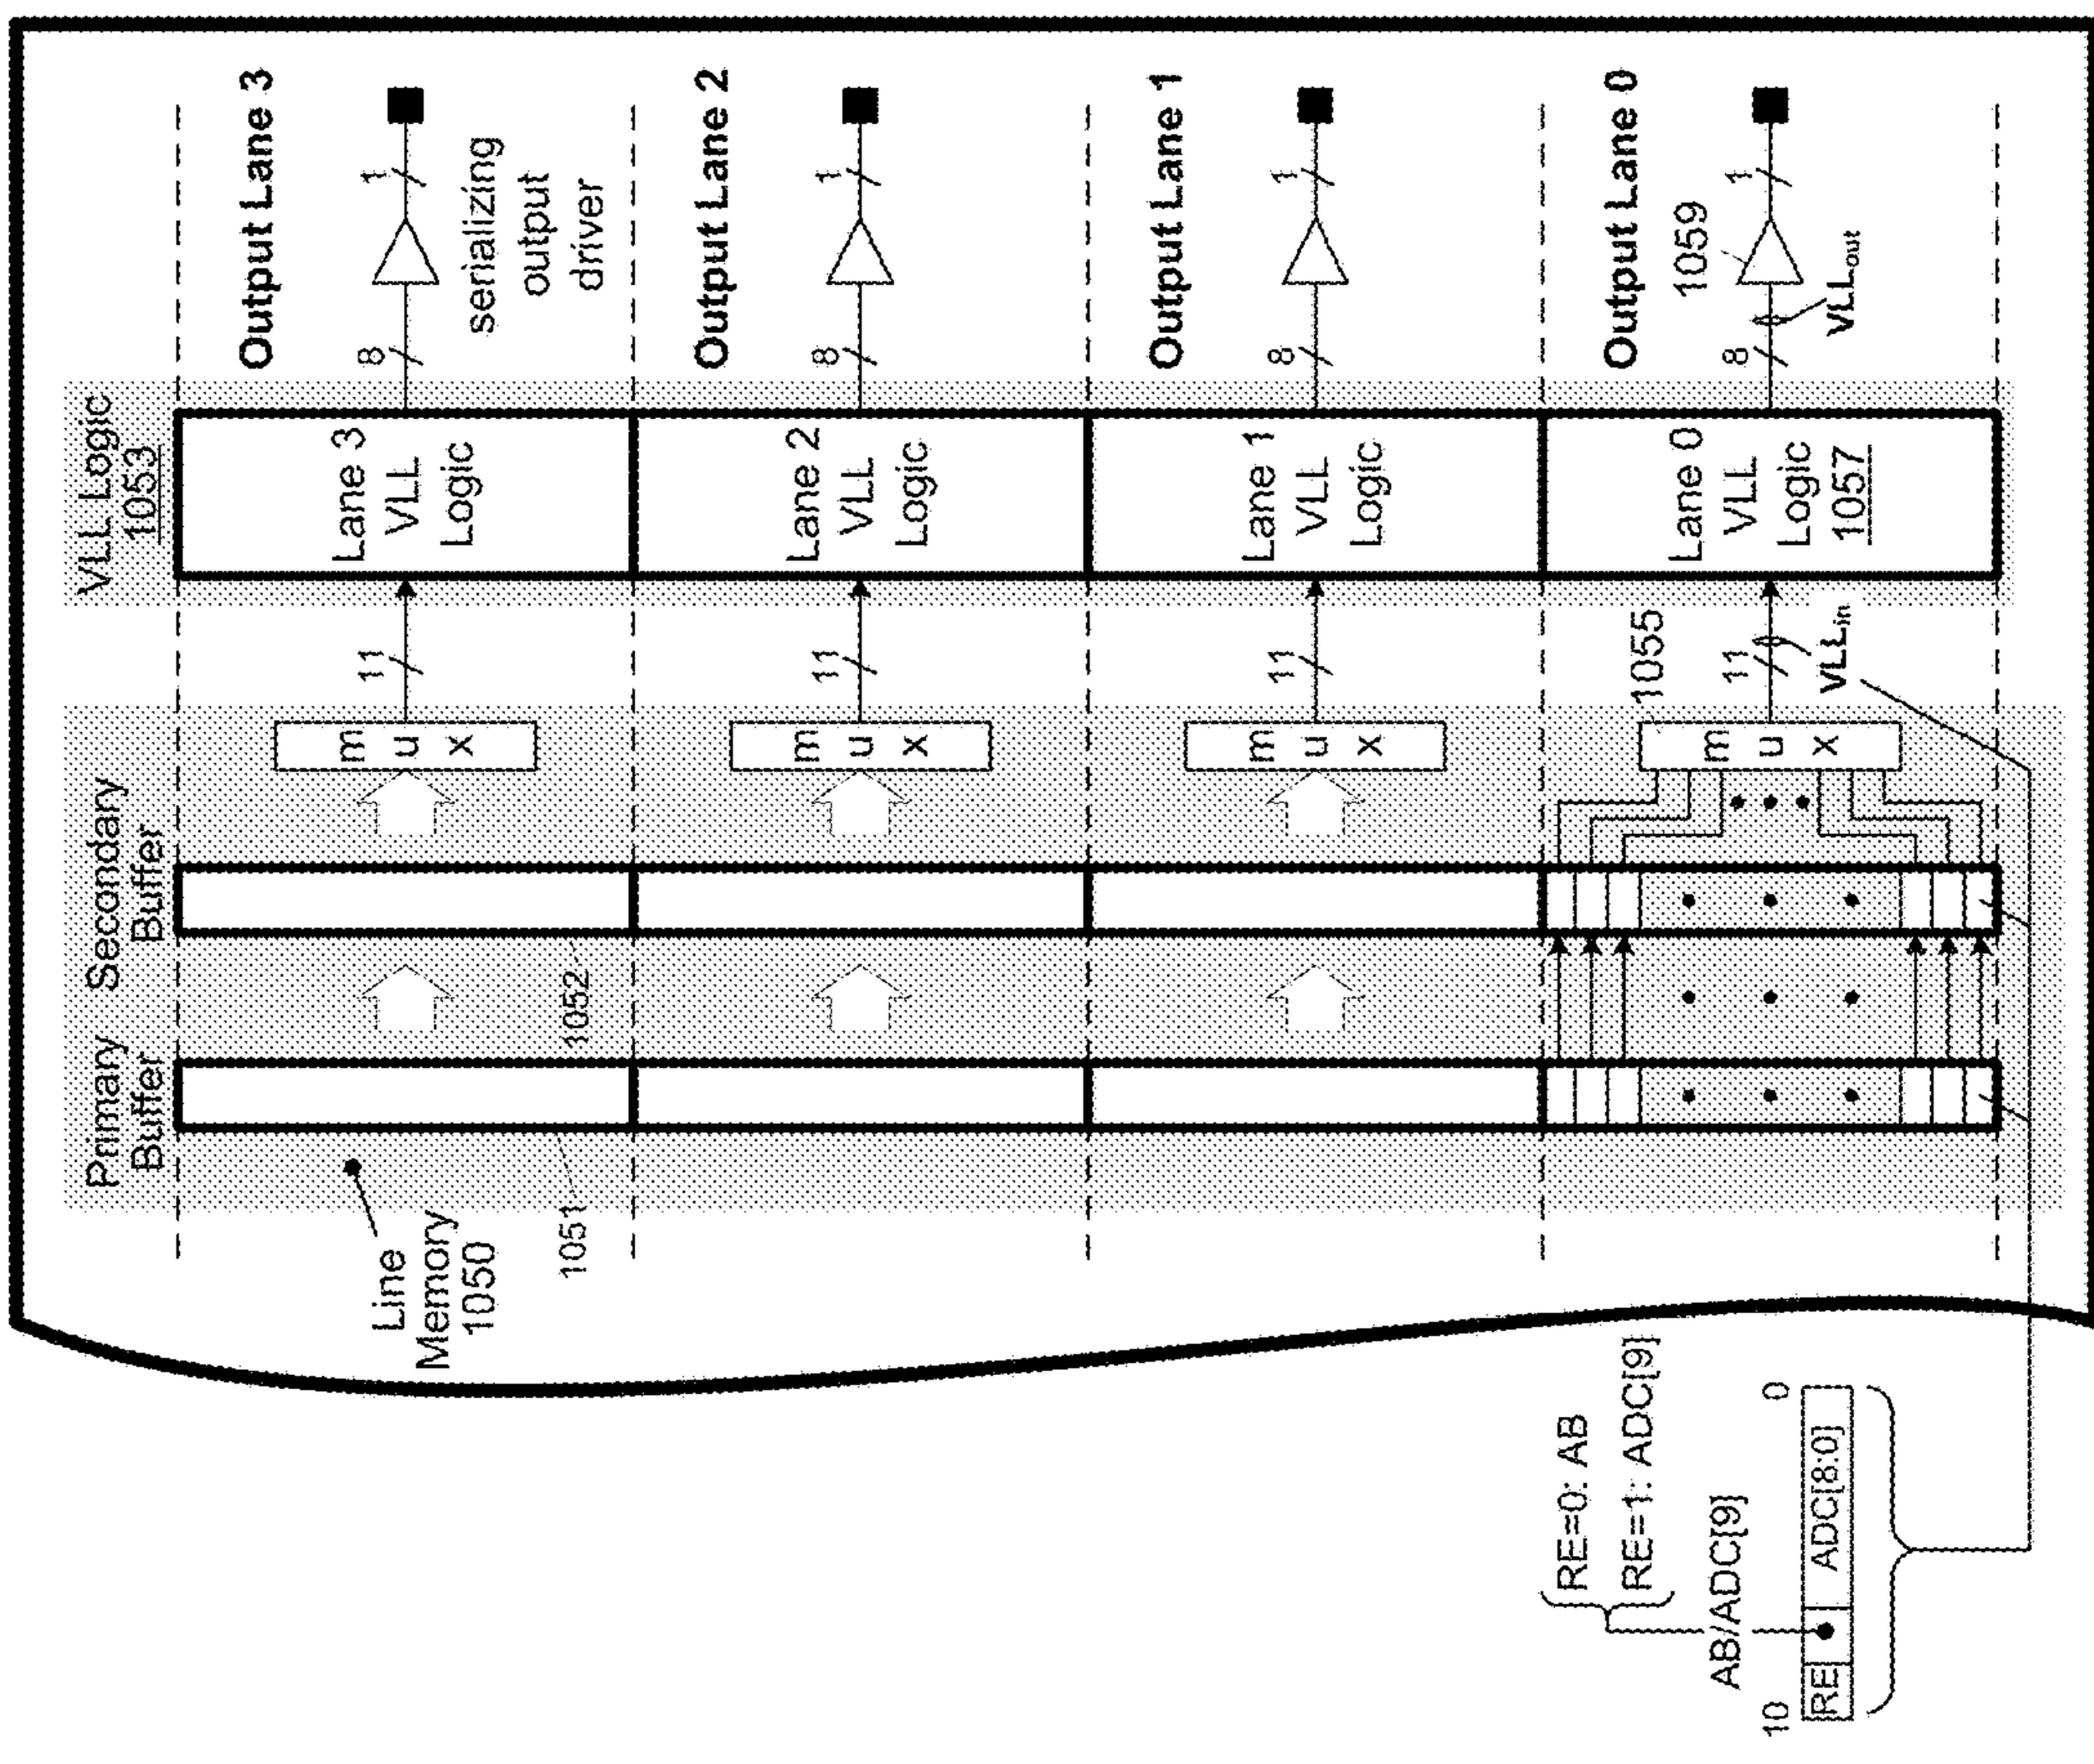 Primary
Buffer
Secondary
Buffer
VLL Logic
1053
Line
Memory
1050
1051
1052
m
u
x
11
Lane 3
VLL
Logic
8
1
Output Lane 3
serializing
output
driver
m
u
x
11
Lane 2
VLL
Logic
8
1
Output Lane 2
m
u
x
11
Lane 1
VLL
Logic
8
1
Output Lane 1
m
u
x
1055
11
VLLin
Lane 0
VLL
Logic
1057
8
VLLout
1059
1
Output Lane 0
RE=0: AB
RE=1: ADC[9]
AB/ADC[9]
10
0
RE
ADC[8:0]